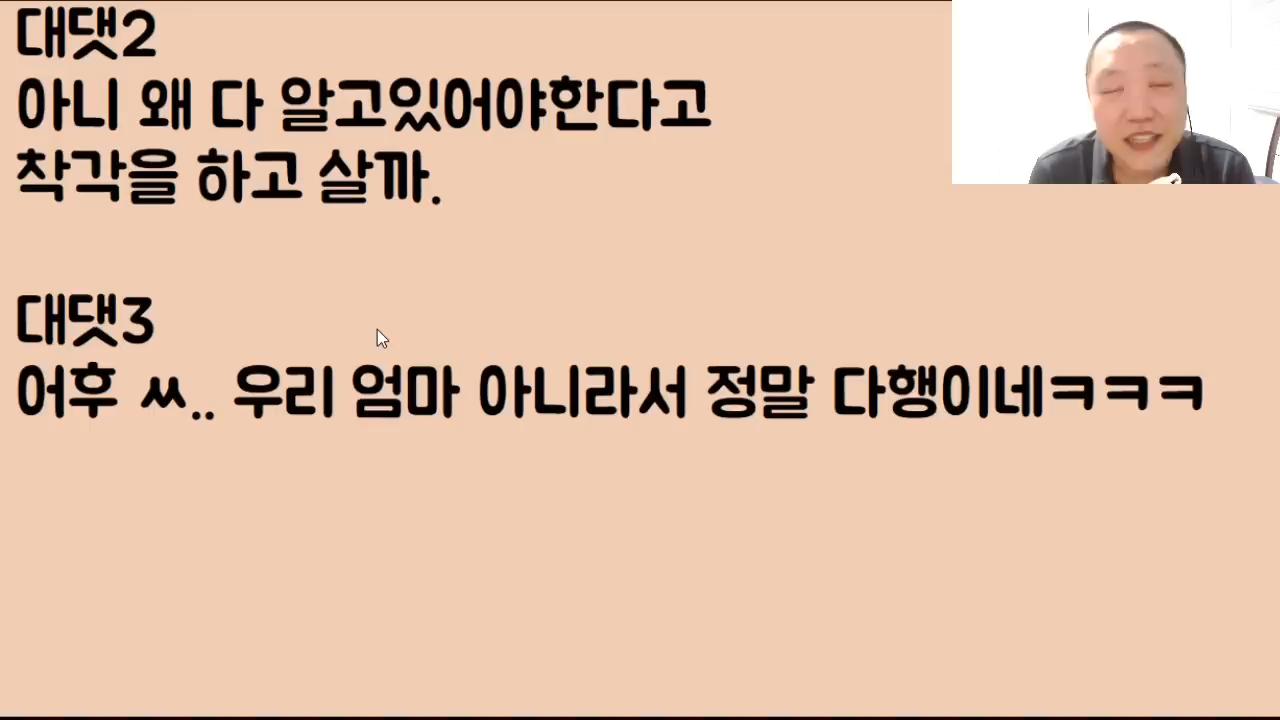 대댓2
아니 왜 다 알고있어야한다고
착각을 하고 살까.
대댓3
어후 ㅆ.. 우리 엄마 아니라서 정말 다행이네ㅋㅋㅋ